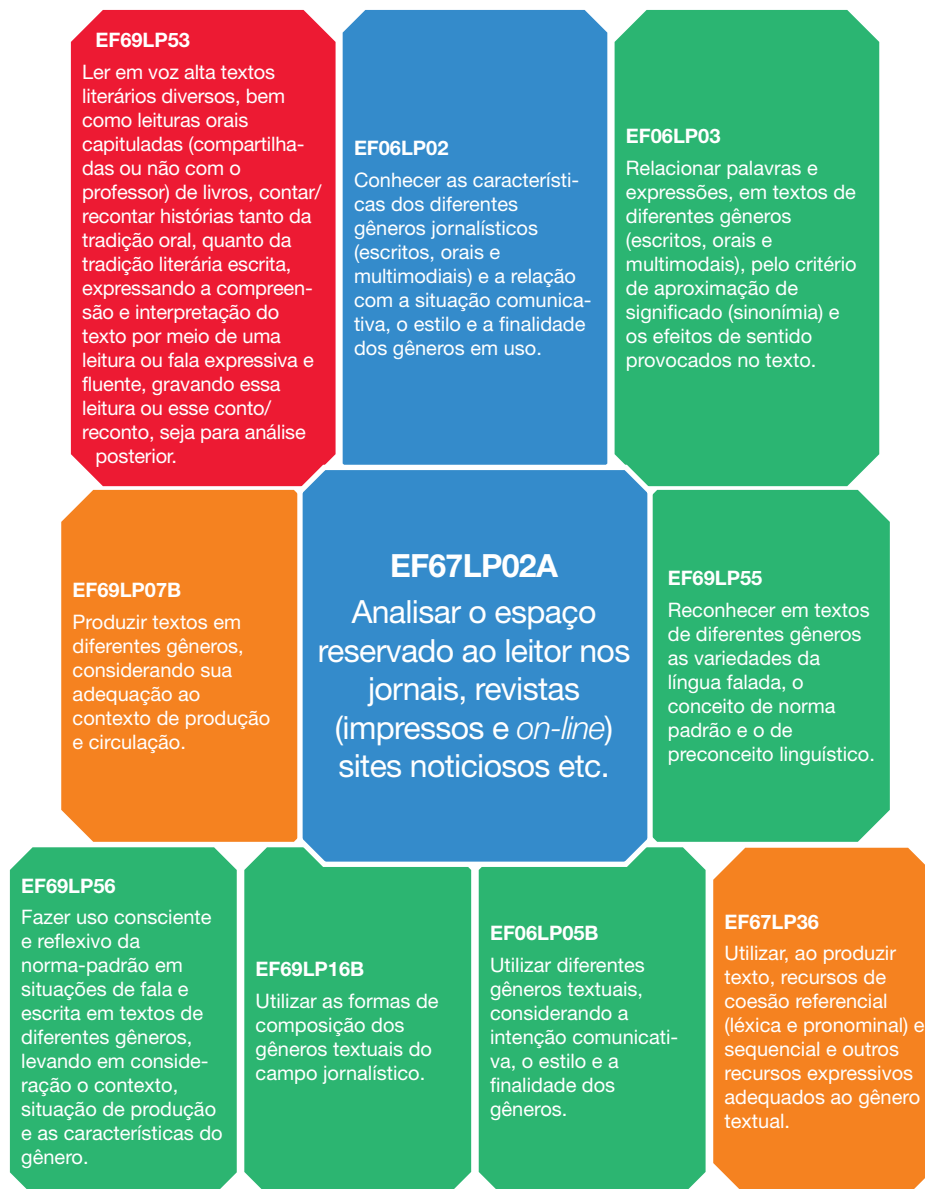 EF69LP53
Ler em voz alta textos
literários diversos, bem
como leituras orais
capituladas (compartilha-
das ou não com o
professor) de livros, contar/
recontar histórias tanto da
tradição oral, quanto da
tradição literária escrita,
expressando a compreen-
são e interpretação do
texto por meio de uma
leitura ou fala expressiva e
fluente, gravando essa
leitura ou esse conto/
reconto, seja para análise
posterior.
EF06LP02
Conhecer as característi-
cas dos diferentes
gêneros jornalísticos
(escritos, orais e
multimodiais) e a relação
com a situação comunica-
tiva, o estilo e a finalidade
dos gêneros em uso.
EF06LP03
Relacionar palavras e
expressões, em textos de
diferentes gêneros
(escritos, orais e
multimodais), pelo critério
de aproximação de
significado (sinonímia) e
os efeitos de sentido
provocados no texto.
EF69LP07B
Produzir textos em
diferentes gêneros,
considerando sua
adequação ao
contexto de produção
e circulação.
EF67LP02A
Analisar o espaço
reservado ao leitor nos
jornais, revistas
(impressos e on-line)
sites noticiosos etc.
EF69LP55
Reconhecer em textos
de diferentes gêneros
as variedades da
língua falada, o
conceito de norma
padrão e o de
preconceito linguístico.
EF69LP56
Fazer uso consciente
e reflexivo da
norma-padrão em
situações de fala e
escrita em textos de
diferentes gêneros,
levando em conside-
ração o contexto,
situação de produção
e as características do
gênero.
EF69LP16B
Utilizar as formas de
composição dos
gêneros textuais do
campo jornalístico.
EF06LP05B
Utilizar diferentes
gêneros textuais,
considerando a
intenção comunicati-
va, o estilo e a
finalidade dos
gêneros.
EF67LP36
Utilizar, ao produzir
texto, recursos de
coesão referencial
(léxica e pronominal) e
sequencial e outros
recursos expressivos
adequados ao gênero
textual.